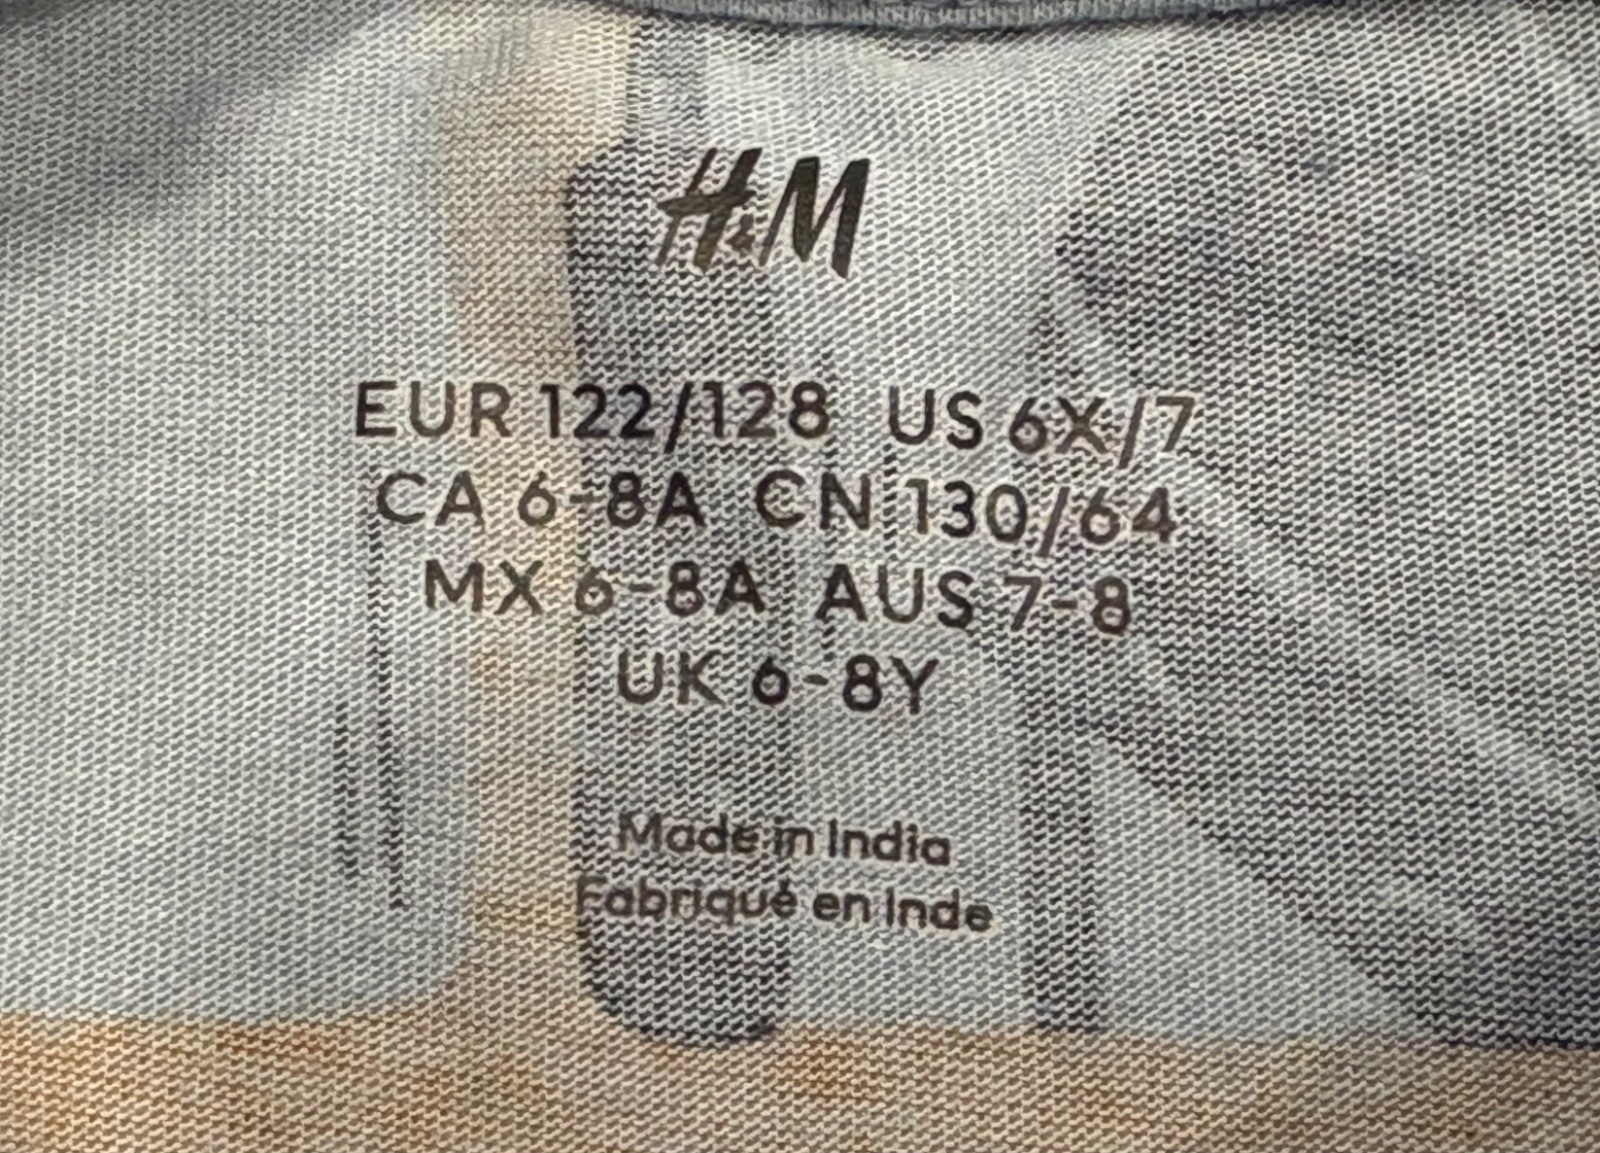 H&M
EUR 122/128 US 6X/7
CA 6-8A CN 130/64
MX 6-8A AUS 7-8
UK 6-8Y
Made in India
Fabriqué en Inde